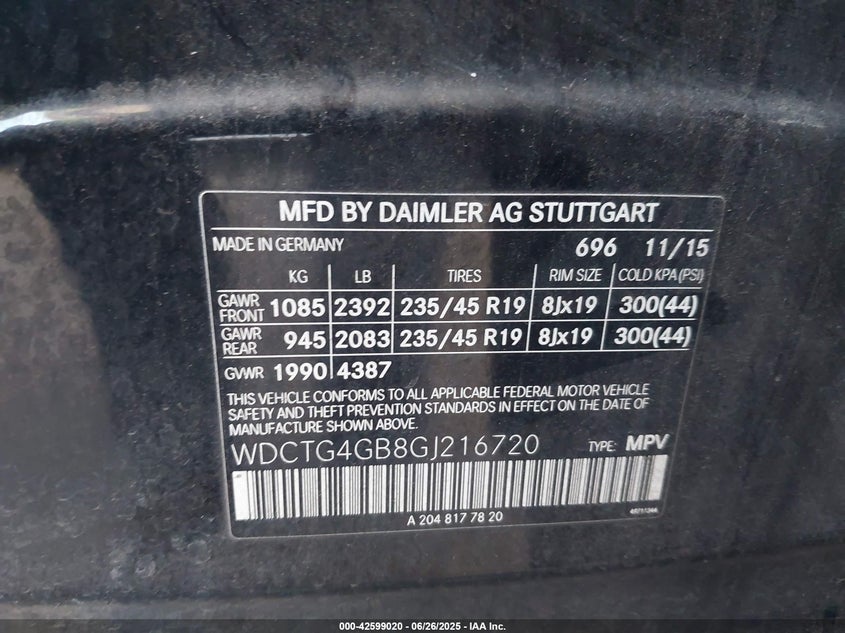 MFD BY DAIMLER AG STUTTGART
MADE IN GERMANY 696 11/15
KG LB TIRES RIM SIZE COLD KPA (PSI)
GAWR FRONT 1085 2392 235/45 R19 8Jx19 300(44)
GAWR REAR 945 2083 235/45 R19 8Jx19 300(44)
GVWR 1990 4387
THIS VEHICLE CONFORMS TO ALL APPLICABLE FEDERAL MOTOR VEHICLE
SAFETY AND THEFT PREVENTION STANDARDS IN EFFECT ON THE DATE OF
MANUFACTURE SHOWN ABOVE.
WDCTG4GB8GJ216720 TYPE: MPV
A 204 817 78 20
000-42599020 - 06/26/2025 - IAA Inc.